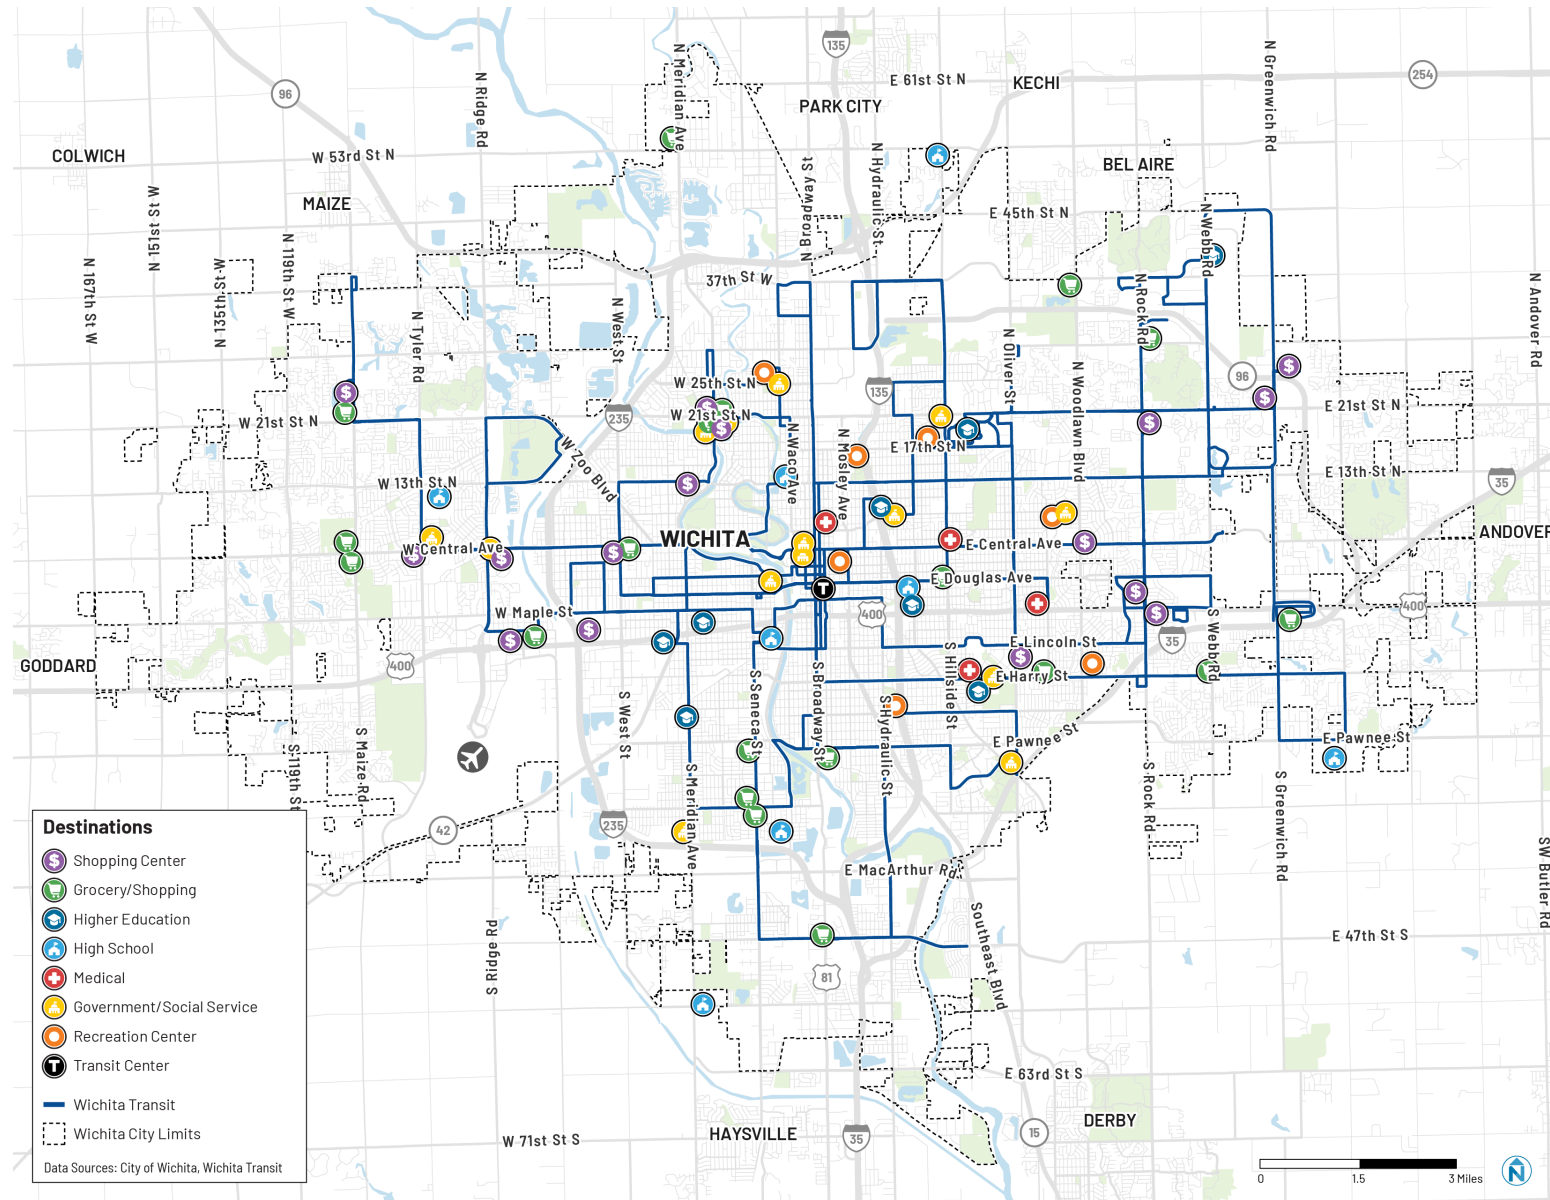 135
E 61st St N
KECHI
254
96
N Ridge Rd
N Meridian Ave
PARK CITY
N Greenwich Rd
COLWICH
W 53rd St N
N Broadway St
N Hydraulic St
BEL AIRE
MAIZE
N 151st St W
E 45th St N
N Webb Rd
N 167th St W
N 135th St W
N 119th St W
37th St W
N Rock Rd
N Andover Rd
N Tyler Rd
N West St
N Oliver St
N Woodlawn Blvd
96
W 25th St N
135
W 21st St N
235
W 21st St N
E 21st St N
N Waco Ave
N Mosley Ave
E 17th St N
W Zoo Blvd
W 13th St N
E 13th St N
35
WICHITA
ANDOVER
W Central Ave
E Central Ave
E Douglas Ave
T
W Maple St
400
400
S Webb Rd
35
E Lincoln St
GODDARD
400
S Hillside St
E Harry St
S Seneca St
S Broadway St
S West St
S Hydraulic St
S Maize Rd
S 119th St
E Pawnee St
E Pawnee St
S Meridian Ave
S Rock Rd
S Greenwich Rd
42
235
E MacArthur Rd
SW Butler Rd
S Ridge Rd
Southeast Blvd
E 47th St S
81
E 63rd St S
HAYSVILLE
35
15
DERBY
W 71st St S
Destinations
Shopping Center
Grocery/Shopping
Higher Education
High School
Medical
Government/Social Service
Recreation Center
T Transit Center
Wichita Transit
Wichita City Limits
Data Sources: City of Wichita, Wichita Transit
0 1.5 3 Miles
N